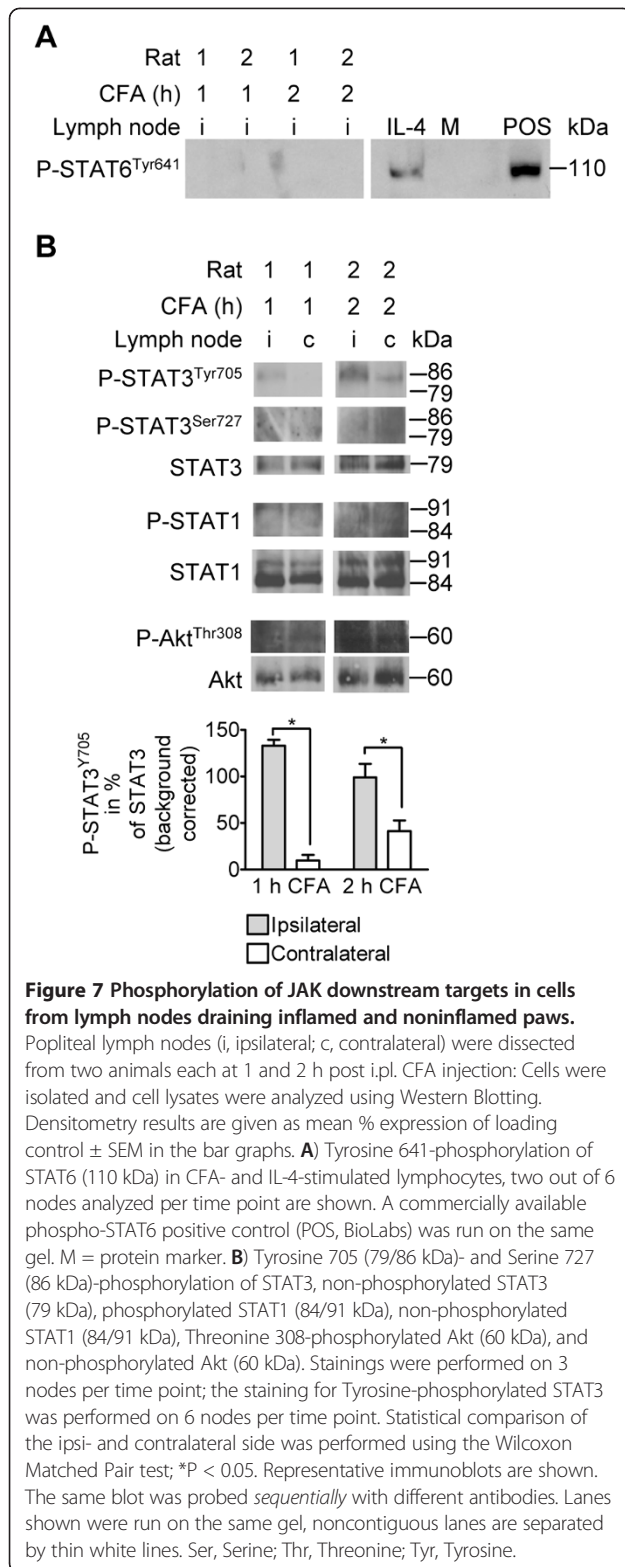 A
Rat 1 2 1 2
CFA (h) 1 1 2 2
Lymph node i i i i IL-4 M POS kDa
P-STAT6Tyr641 110
B
Rat 1 1 2 2
CFA (h) 1 1 2 2
Lymph node i c i c kDa
P-STAT3Tyr705 86
79
P-STAT3Ser727 86
79
STAT3 79
P-STAT1 91
84
STAT1 91
84
P-AktThr308 60
Akt 60
P-STAT3Y705
in %
of STAT3
(background
corrected)
150
100
50
0
* *
1 h CFA 2 h CFA
Ipsilateral
Contralateral
Figure 7 Phosphorylation of JAK downstream targets in cells
from lymph nodes draining inflamed and noninflamed paws.
Popliteal lymph nodes (i, ipsilateral; c, contralateral) were dissected
from two animals each at 1 and 2 h post i.pl. CFA injection: Cells were
isolated and cell lysates were analyzed using Western Blotting.
Densitometry results are given as mean % expression of loading
control ± SEM in the bar graphs. A) Tyrosine 641-phosphorylation of
STAT6 (110 kDa) in CFA- and IL-4-stimulated lymphocytes, two out of 6
nodes analyzed per time point are shown. A commercially available
phospho-STAT6 positive control (POS, BioLabs) was run on the same
gel. M = protein marker. B) Tyrosine 705 (79/86 kDa)- and Serine 727
(86 kDa)-phosphorylation of STAT3, non-phosphorylated STAT3
(79 kDa), phosphorylated STAT1 (84/91 kDa), non-phosphorylated
STAT1 (84/91 kDa), Threonine 308-phosphorylated Akt (60 kDa), and
non-phosphorylated Akt (60 kDa). Stainings were performed on 3
nodes per time point; the staining for Tyrosine-phosphorylated STAT3
was performed on 6 nodes per time point. Statistical comparison of
the ipsi- and contralateral side was performed using the Wilcoxon
Matched Pair test; *P < 0.05. Representative immunoblots are shown.
The same blot was probed sequentially with different antibodies. Lanes
shown were run on the same gel, noncontiguous lanes are separated
by thin white lines. Ser, Serine; Thr, Threonine; Tyr, Tyrosine.